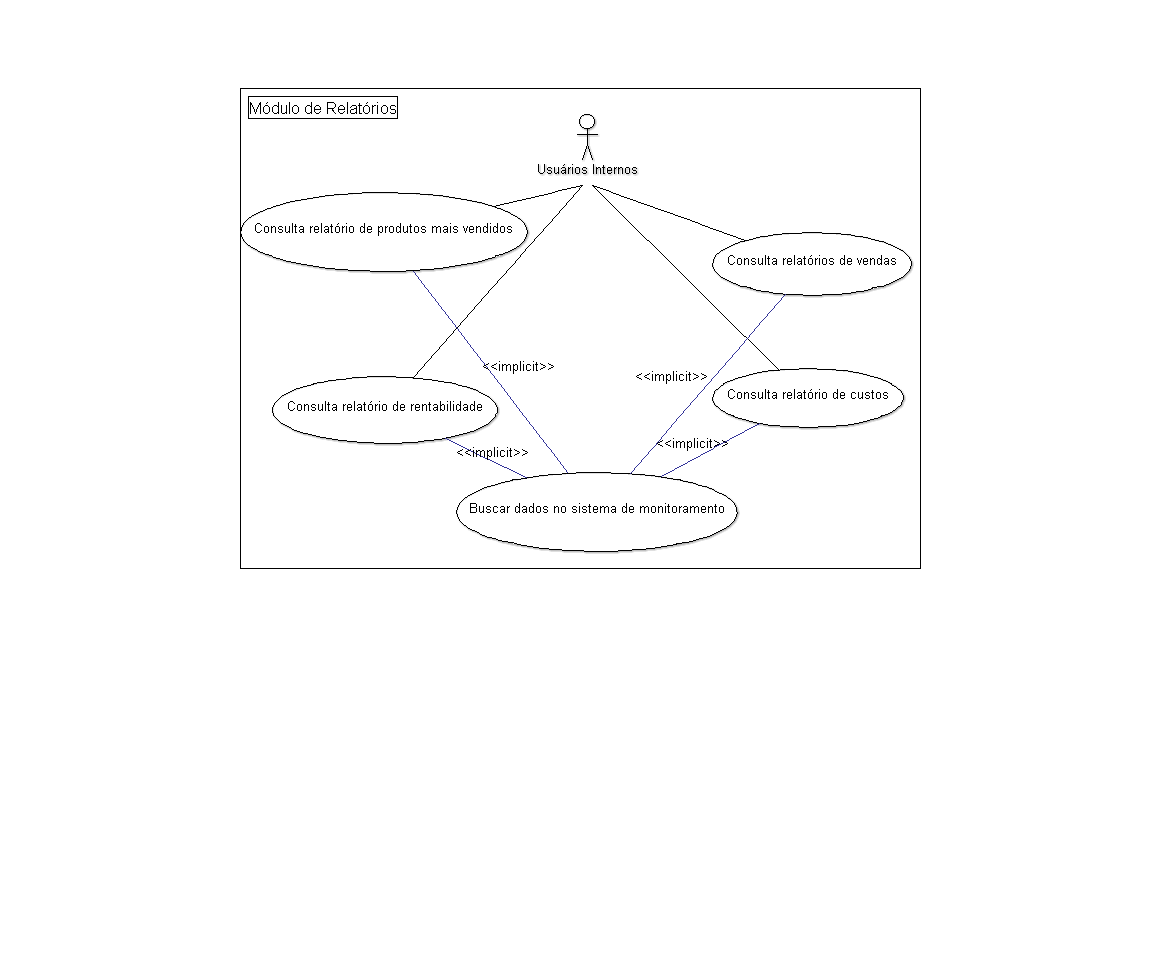 Módulo de Relatórios
Usuários Internos
Consulta relatório de produtos mais vendidos
Consulta relatórios de vendas
<<implicit>>
<<implicit>>
Consulta relatório de rentabilidade
Consulta relatório de custos
<<implicit>>
<<implicit>>
Buscar dados no sistema de monitoramento